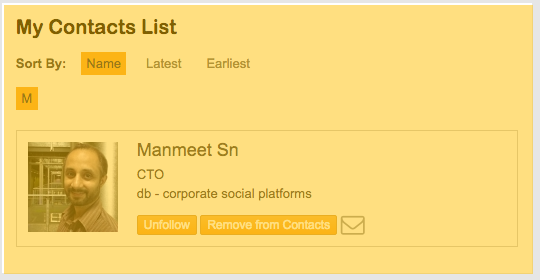 My Contacts List
Sort By: Name Latest Earliest
M
Manmeet Sn
CTO
db - corporate social platforms
Unfollow Remove from Contacts